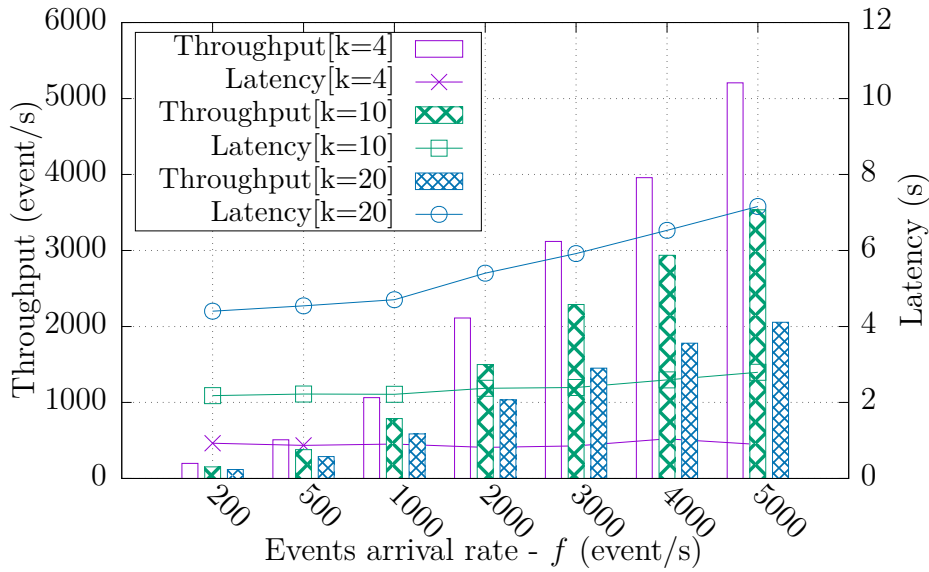 6000
5000
4000
3000
2000
1000
0
Throughput (event/s)
Throughput[k=4]
Latency[k=4]
Throughput[k=10]
Latency[k=10]
Throughput[k=20]
Latency[k=20]
12
10
8
6
4
2
0
Latency (s)
200
500
1000
2000
3000
4000
5000
Events arrival rate - f (event/s)